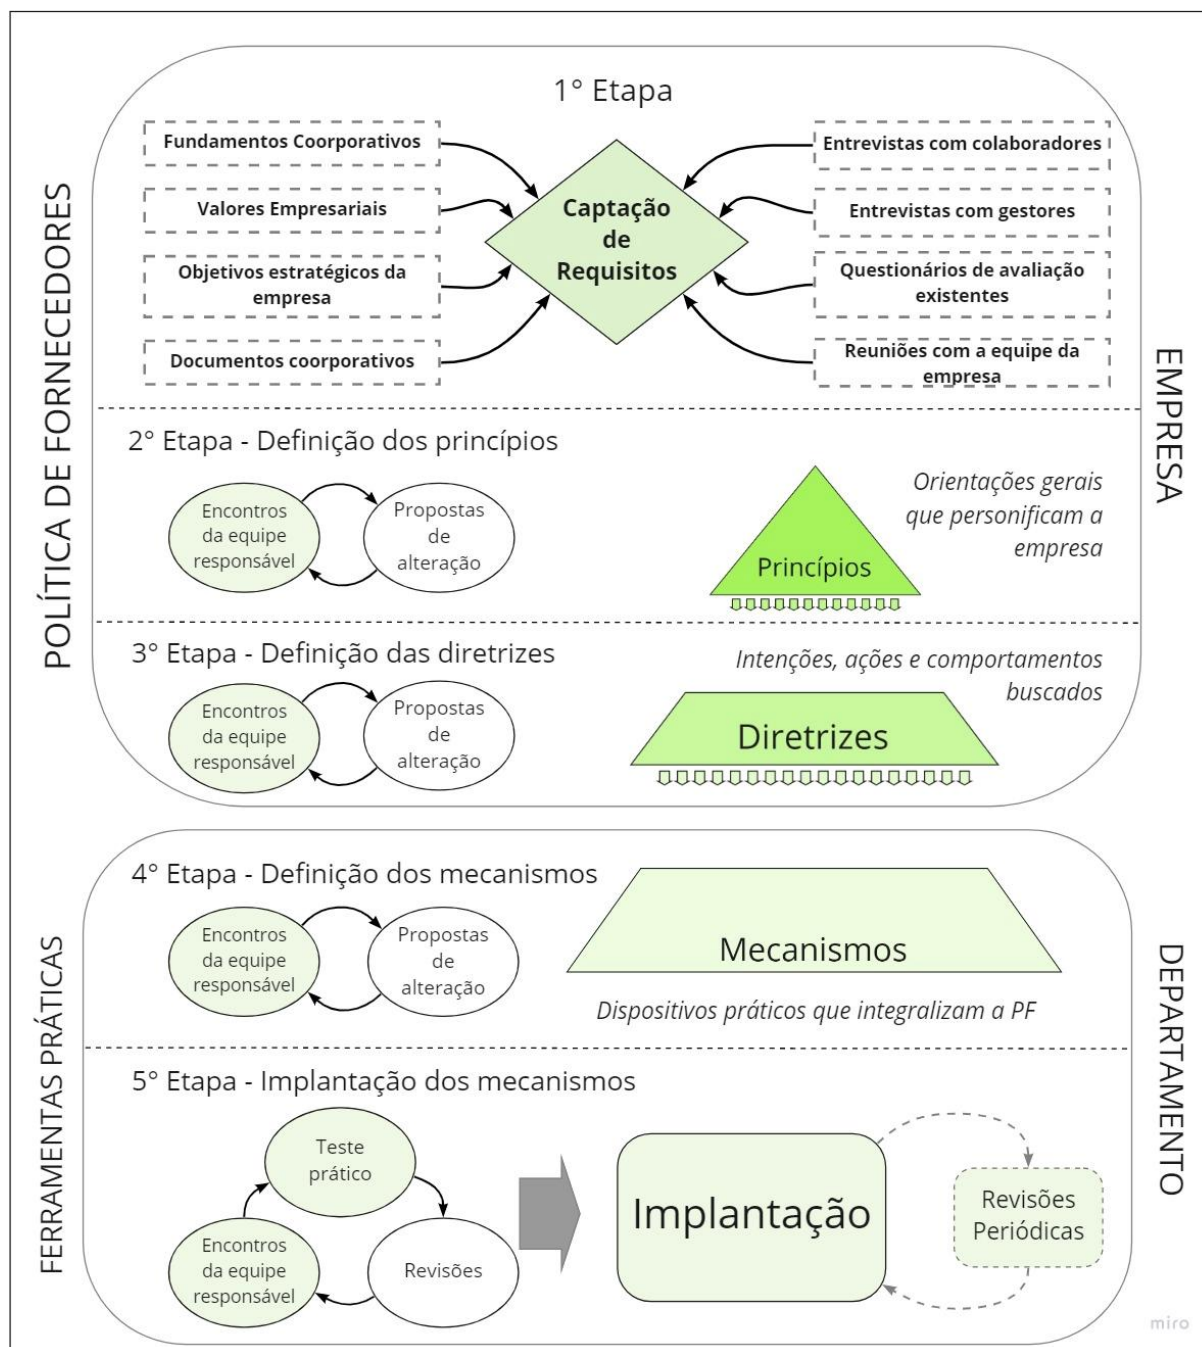 POLÍTICA DE FORNECEDORES
EMPRESA
1° Etapa
Fundamentos Coorporativos
Valores Empresariais
Objetivos estratégicos da
empresa
Documentos coorporativos
Captação
de
Requisitos
Entrevistas com colaboradores
Entrevistas com gestores
Questionários de avaliação
existentes
Reuniões com a equipe da
empresa
2° Etapa - Definição dos princípios
Encontros
da equipe
responsável
Propostas
de
alteração
Princípios
Orientações gerais
que personificam a
empresa
3° Etapa - Definição das diretrizes
Encontros
da equipe
responsável
Propostas
de
alteração
Intenções, ações e comportamentos
buscados
Diretrizes
FERRAMENTAS PRÁTICAS
DEPARTAMENTO
4° Etapa - Definição dos mecanismos
Encontros
da equipe
responsável
Propostas
de
alteração
Mecanismos
Dispositivos práticos que integralizam a PF
5° Etapa - Implantação dos mecanismos
Teste
prático
Encontros
da equipe
responsável
Revisões
Implantação
Revisões
Periódicas
miro